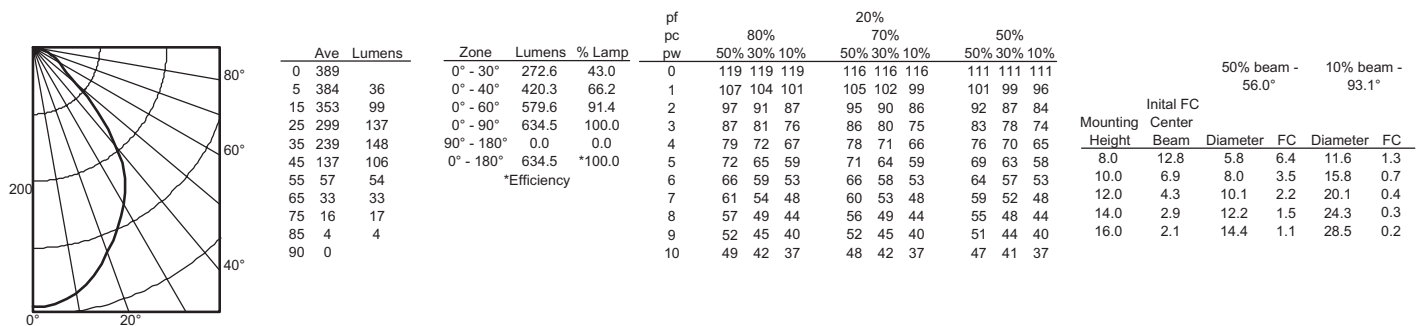 80°
60°
200
40°
0° 20°
Ave Lumens
0 389
5 384 36
15 353 99
25 299 137
35 239 148
45 137 106
55 57 54
65 33 33
75 16 17
85 4 4
90 0
Zone Lumens % Lamp
0° - 30° 272.6 43.0
0° - 40° 420.3 66.2
0° - 60° 579.6 91.4
0° - 90° 634.5 100.0
90° - 180° 0.0 0.0
0° - 180° 634.5 *100.0
*Efficiency
pf 20%
pc 80% 70% 50%
pw 50% 30% 10% 50% 30% 10% 50% 30% 10%
0 119 119 119 116 116 116 111 111 111
1 107 104 101 105 102 99 101 99 96
2 97 91 87 95 90 86 92 87 84
3 87 81 76 86 80 75 83 78 74
4 79 72 67 78 71 66 76 70 65
5 72 65 59 71 64 59 69 63 58
6 66 59 53 66 58 53 64 57 53
7 61 54 48 60 53 48 59 52 48
8 57 49 44 56 49 44 55 48 44
9 52 45 40 52 45 40 51 44 40
10 49 42 37 48 42 37 47 41 37
50% beam - 10% beam -
56.0° 93.1°
Inital FC
Mounting Center
Height Beam Diameter FC Diameter FC
8.0 12.8 5.8 6.4 11.6 1.3
10.0 6.9 8.0 3.5 15.8 0.7
12.0 4.3 10.1 2.2 20.1 0.4
14.0 2.9 12.2 1.5 24.3 0.3
16.0 2.1 14.4 1.1 28.5 0.2